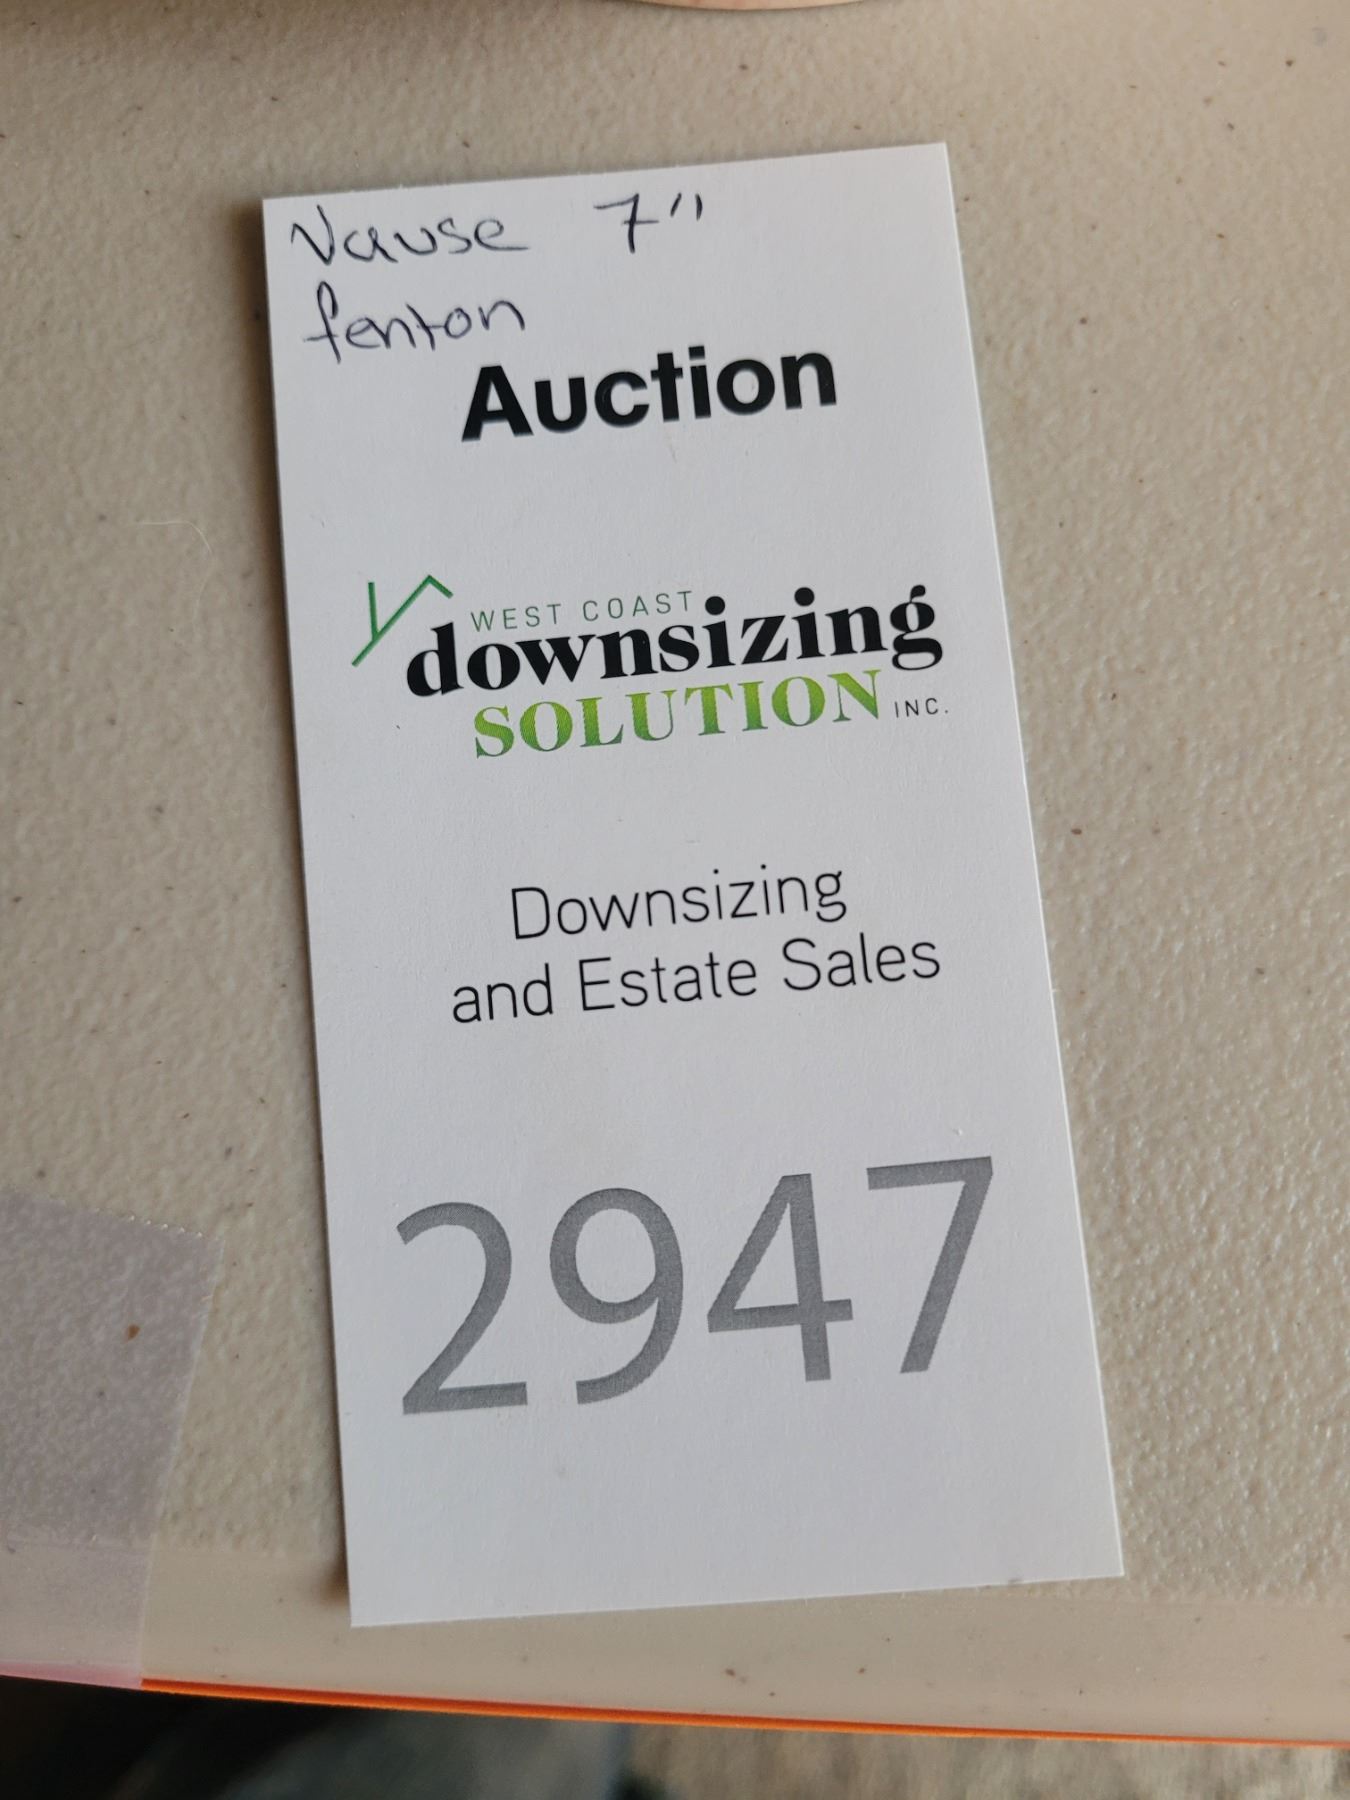 Vause 7"
fenton
Auction
WEST COAST
downsizing
SOLUTION INC.
Downsizing
and Estate Sales
2947